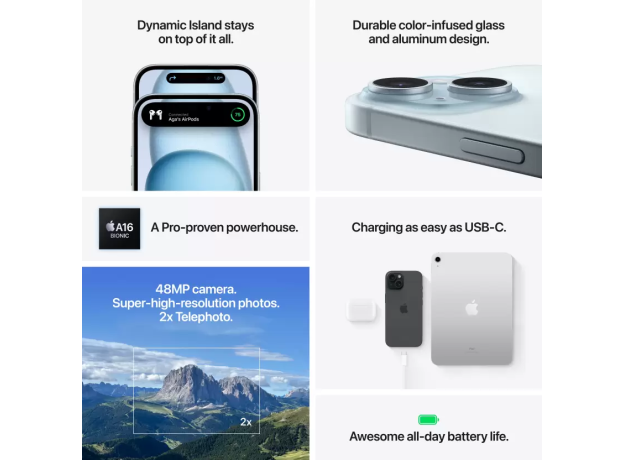 Dynamic Island stays
on top of it all.
Durable color-infused glass
and aluminum design.
Connected
Aga's AirPods
75
A16
BIONIC
A Pro-proven powerhouse.
Charging as easy as USB-C.
48MP camera.
Super-high-resolution photos.
2x Telephoto.
2x
Awesome all-day battery life.